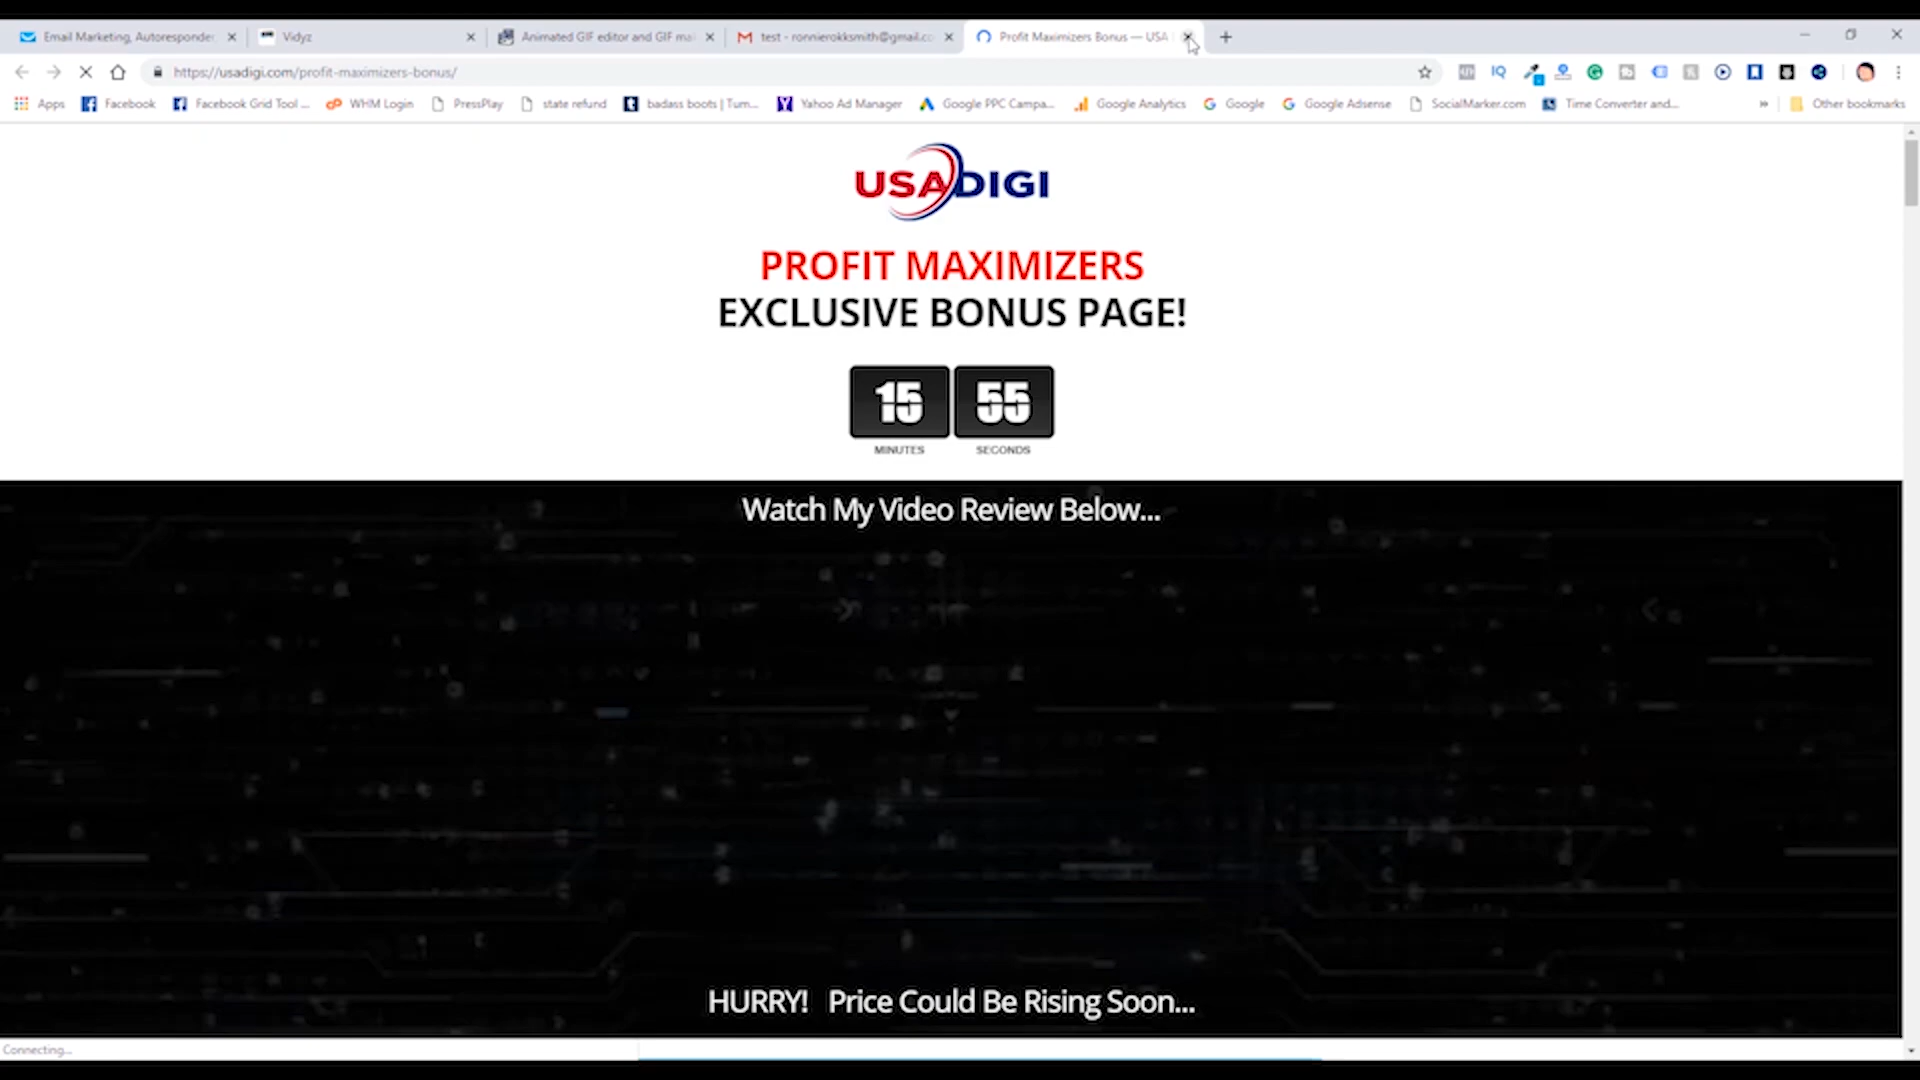 Email Marketing, Autoresponder
Vidyz
Animated GIF editor and GIF ma
test - ronnierokksmith@gmail.co
Profit Maximizers Bonus — USA
https://usadigi.com/profit-maximizers-bonus/
Apps
Facebook
Facebook Grid Tool ...
WHM Login
PressPlay
state refund
badass boots | Tum...
Yahoo Ad Manager
Google PPC Campa...
Google Analytics
Google
Google Adsense
SocialMarker.com
Time Converter and...
»
Other bookmarks
USADIGI
PROFIT MAXIMIZERS
EXCLUSIVE BONUS PAGE!
15 55
MINUTES SECONDS
Watch My Video Review Below...
HURRY! Price Could Be Rising Soon...
Connecting...